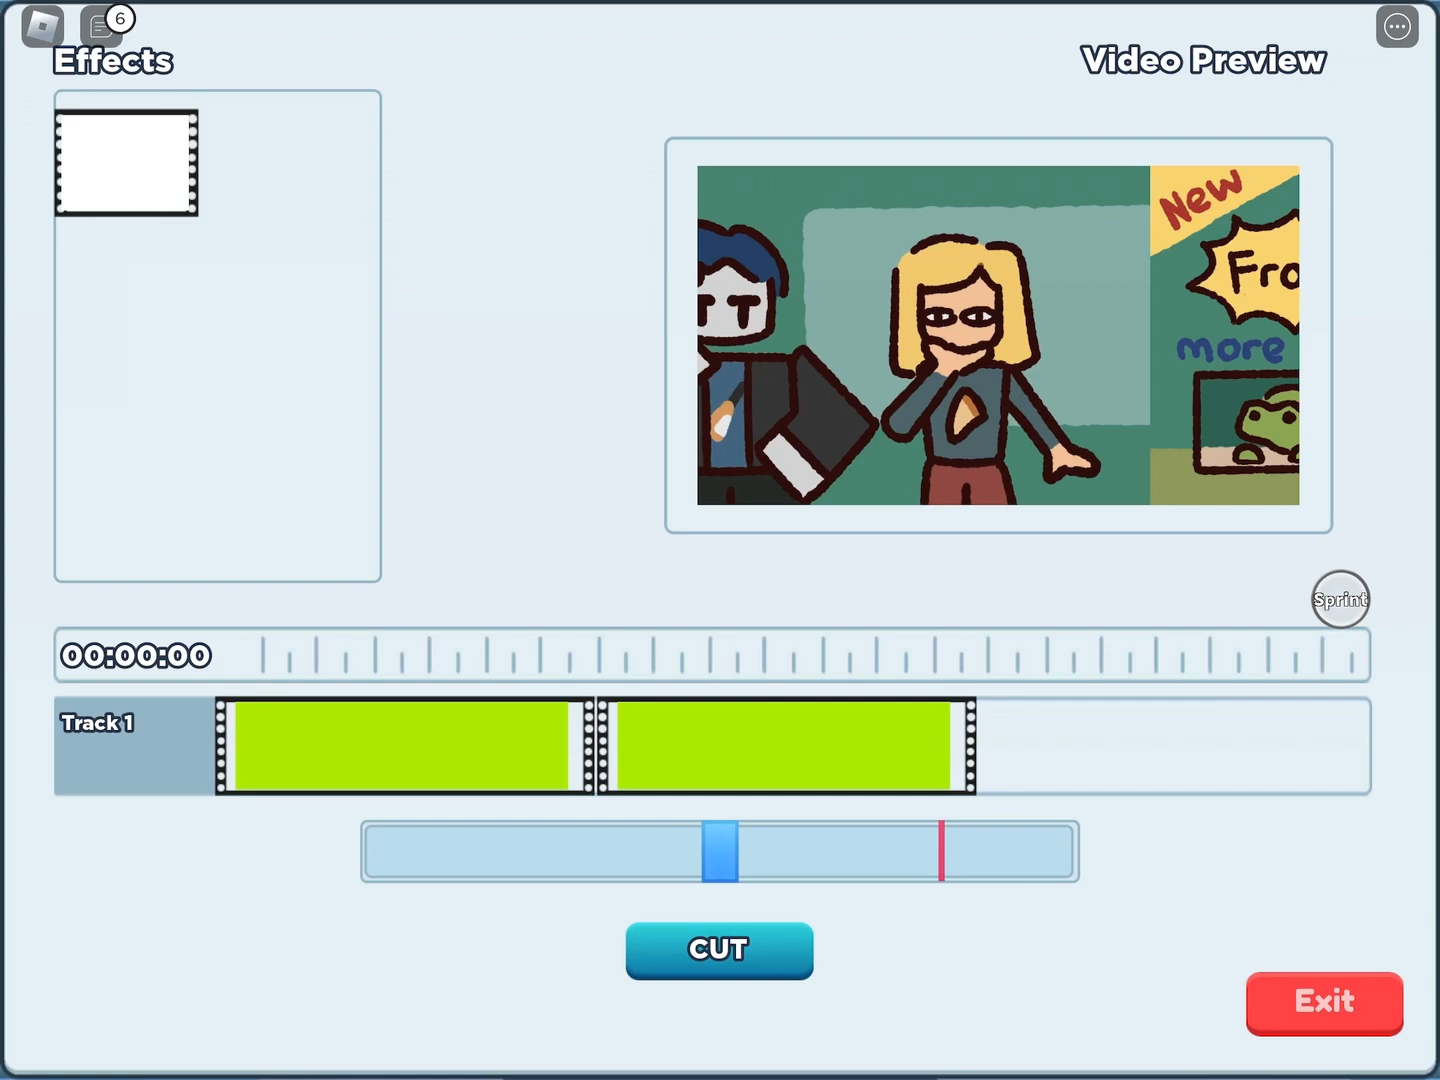 6
Effects
Video Preview
New
Fro
more
Sprint
00:00:00
Track 1
CUT
Exit